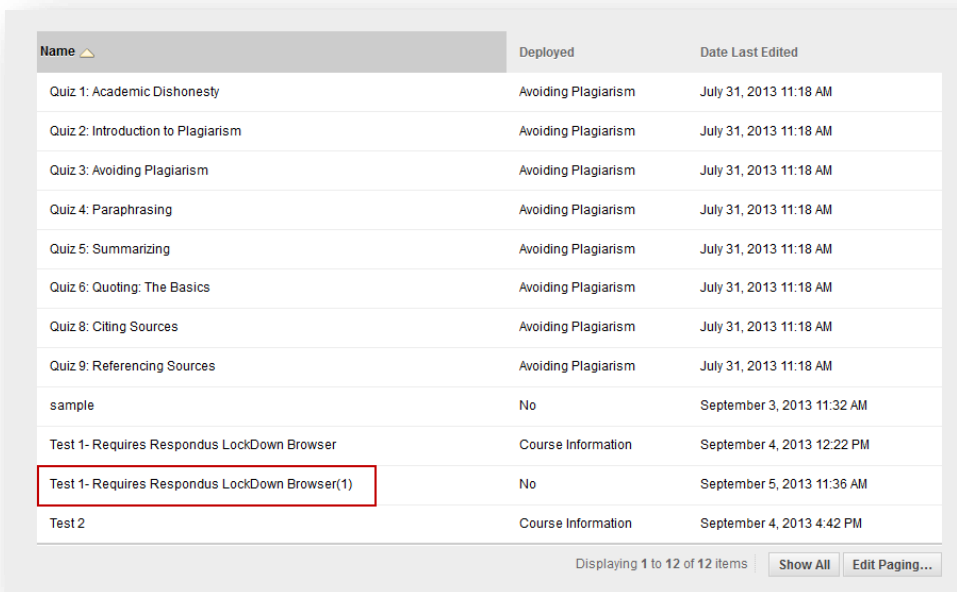 Name Deployed Date Last Edited
Quiz 1: Academic Dishonesty Avoiding Plagiarism July 31, 2013 11:18 AM
Quiz 2: Introduction to Plagiarism Avoiding Plagiarism July 31, 2013 11:18 AM
Quiz 3: Avoiding Plagiarism Avoiding Plagiarism July 31, 2013 11:18 AM
Quiz 4: Paraphrasing Avoiding Plagiarism July 31, 2013 11:18 AM
Quiz 5: Summarizing Avoiding Plagiarism July 31, 2013 11:18 AM
Quiz 6: Quoting: The Basics Avoiding Plagiarism July 31, 2013 11:18 AM
Quiz 8: Citing Sources Avoiding Plagiarism July 31, 2013 11:18 AM
Quiz 9: Referencing Sources Avoiding Plagiarism July 31, 2013 11:18 AM
sample No September 3, 2013 11:32 AM
Test 1- Requires Respondus LockDown Browser Course Information September 4, 2013 12:22 PM
Test 1- Requires Respondus LockDown Browser(1) No September 5, 2013 11:36 AM
Test 2 Course Information September 4, 2013 4:42 PM
Displaying 1 to 12 of 12 items Show All Edit Paging...